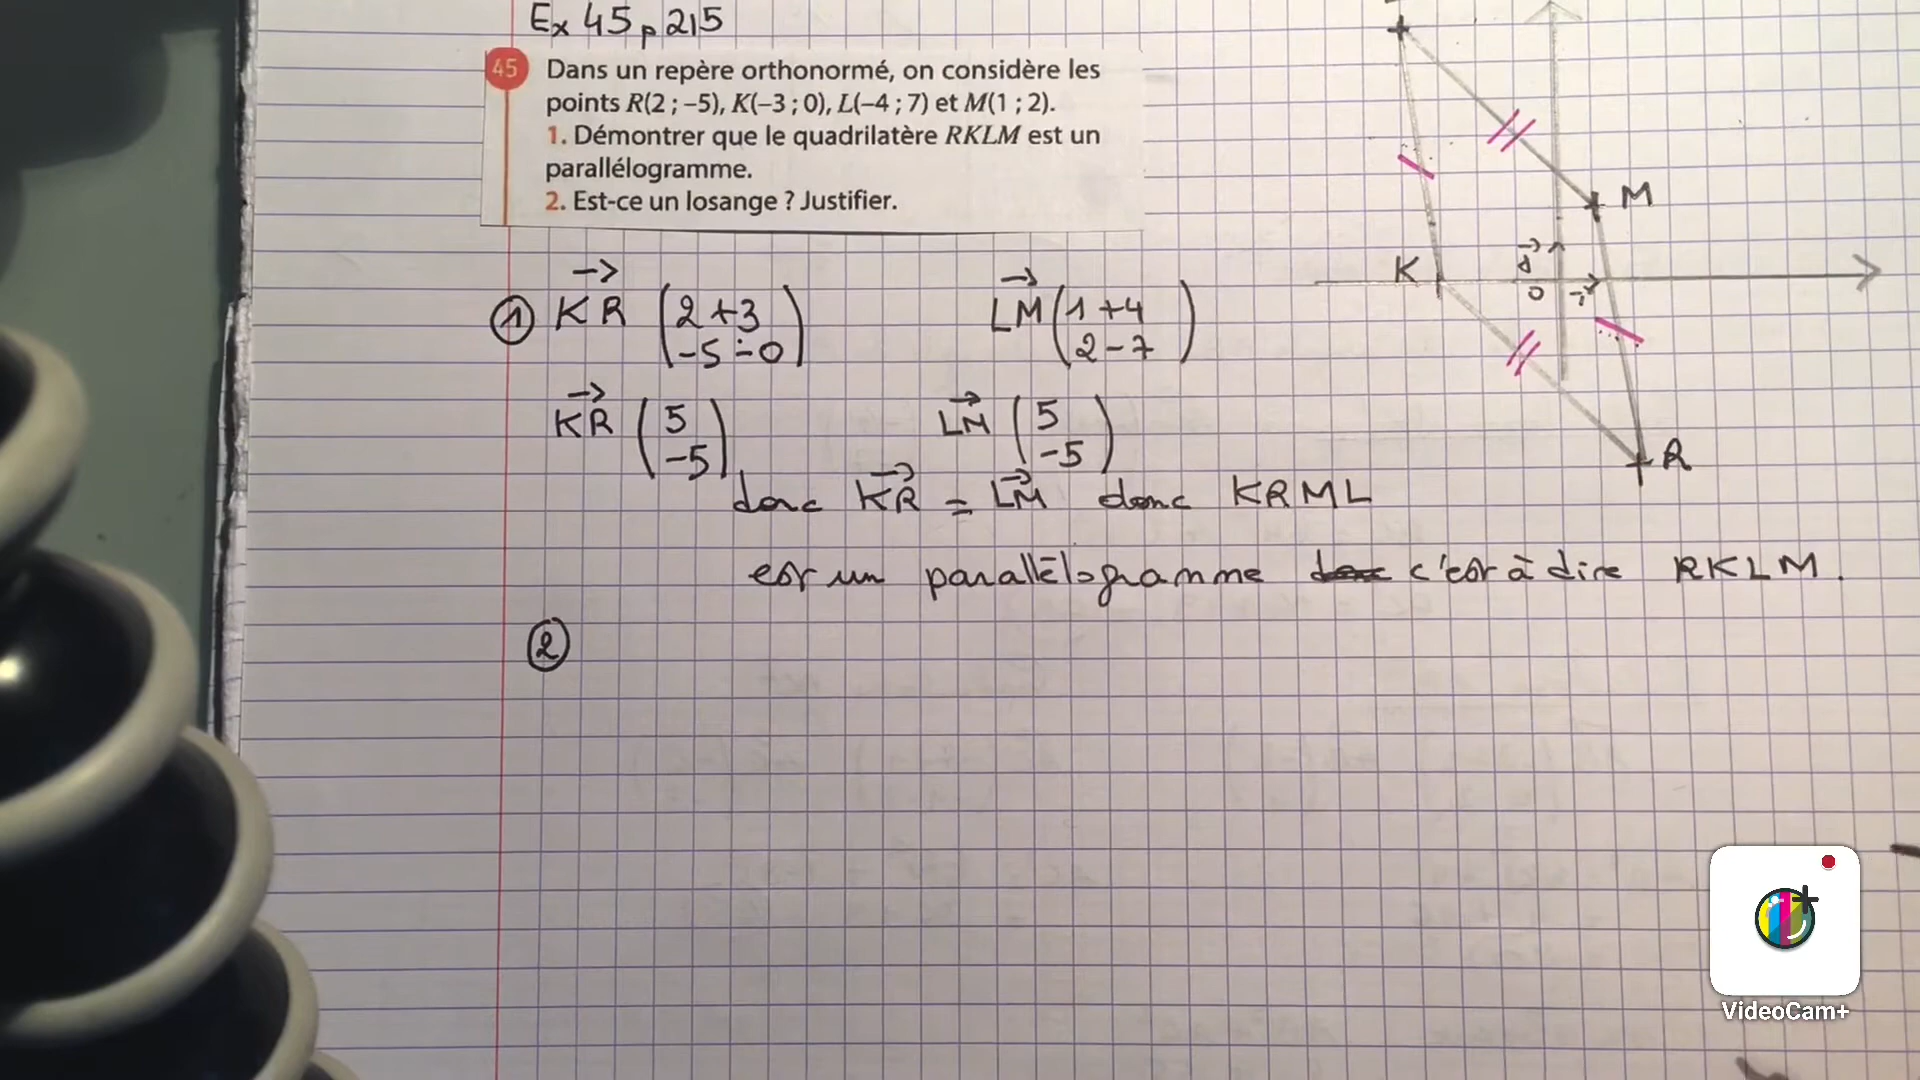 Ex 45 p 215
45 Dans un repère orthonormé, on considère les
points R(2 ; –5), K(–3 ; 0), L(–4 ; 7) et M(1 ; 2).
1. Démontrer que le quadrilatère RKLM est un
parallélogramme.
2. Est-ce un losange ? Justifier.
① KR→ (2+3
-5-0) LM→ (1+4
2-7)
KR→ (5
-5) LM→ (5
-5)
donc KR→ = LM→ donc KRML
est un parallélogramme c'est à dire RKLM.
②
M
K
j→
0 i→
R
VideoCam+